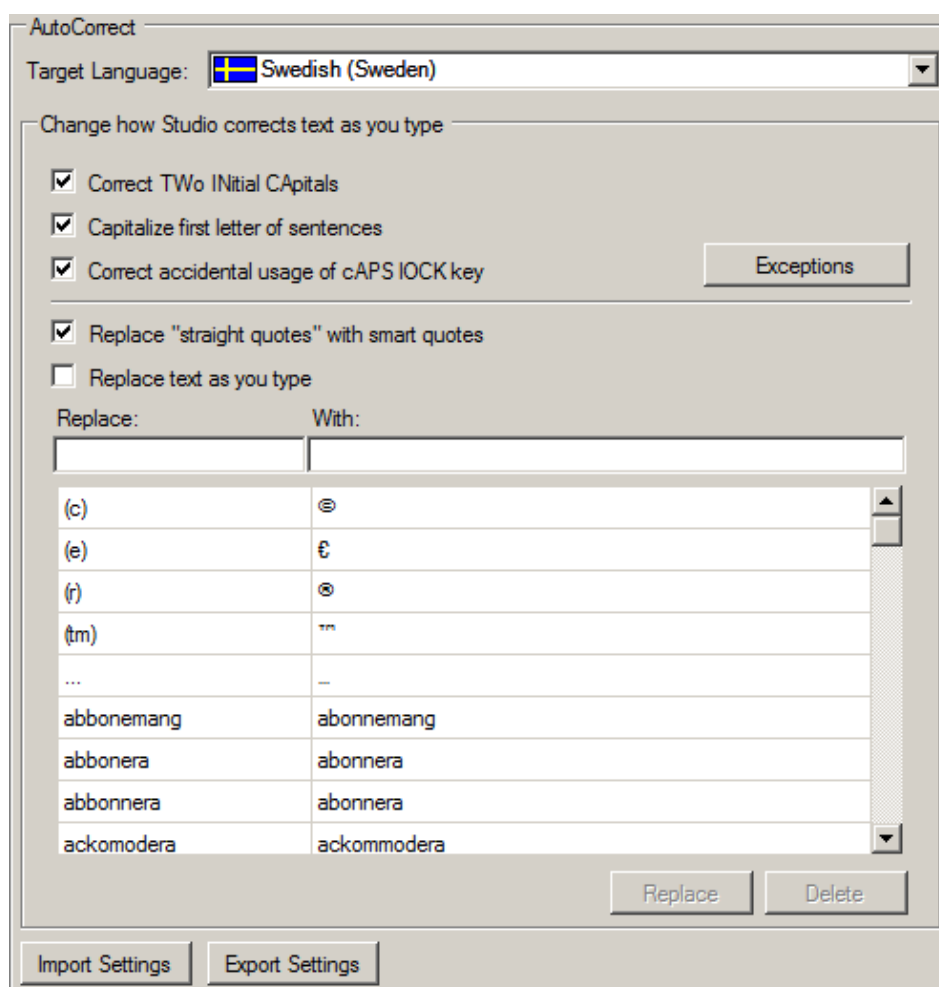 AutoCorrect
Target Language: Swedish (Sweden)
Change how Studio corrects text as you type
Correct TWo INitial CApitals
Capitalize first letter of sentences
Correct accidental usage of cAPS lOCK key
Exceptions
Replace "straight quotes" with smart quotes
Replace text as you type
Replace: With:
(c) ©
(e) €
(r) ®
(tm) ™
... …
abbonemang abonnemang
abbonera abonnera
abbonnera abonnera
ackomodera ackommodera
Replace Delete
Import Settings Export Settings